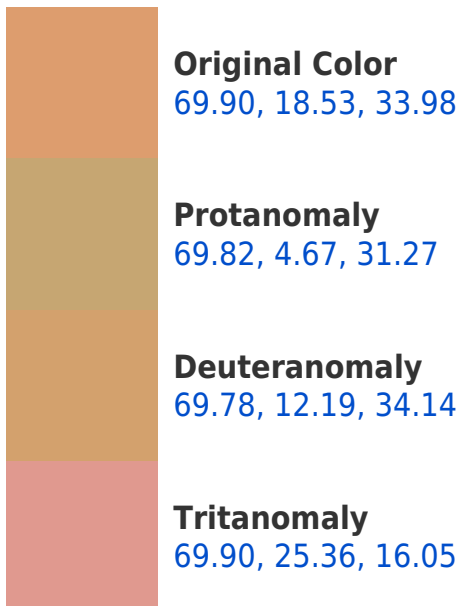 Original Color
69.90, 18.53, 33.98
Protanomaly
69.82, 4.67, 31.27
Deuteranomaly
69.78, 12.19, 34.14
Tritanomaly
69.90, 25.36, 16.05